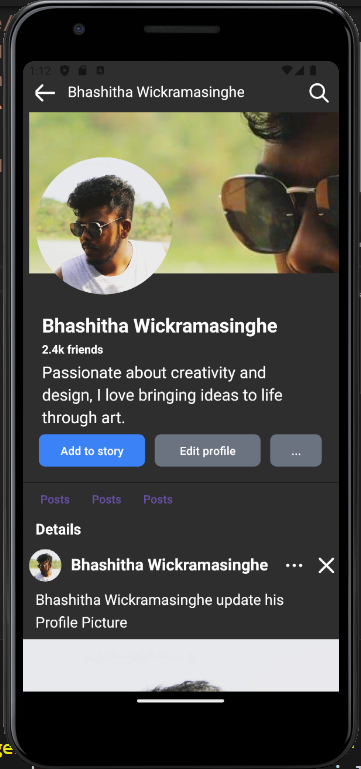 1:12
Bhashitha Wickramasinghe
Bhashitha Wickramasinghe
2.4k friends
Passionate about creativity and
design, I love bringing ideas to life
through art.
Add to story Edit profile ...
Posts Posts Posts
Details
Bhashitha Wickramasinghe ...
Bhashitha Wickramasinghe update his
Profile Picture
ge